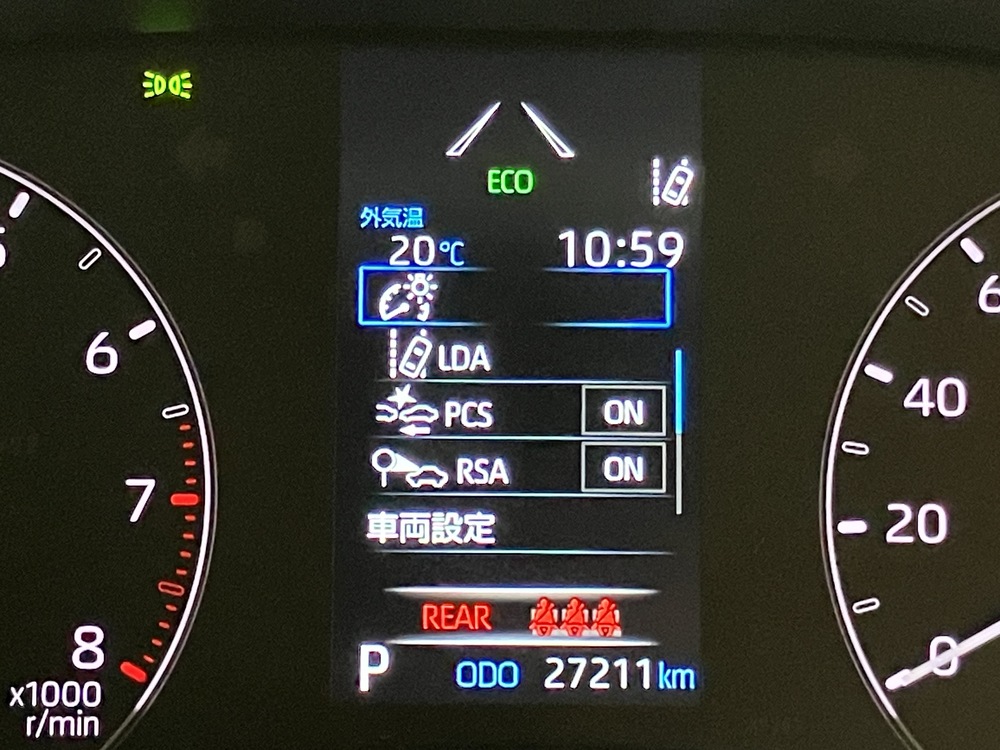 ECO
外気温
20℃ 10:59
LDA
PCS ON
RSA ON
車両設定
REAR
P ODO 27211km
6
7
8
x1000
r/min
40
20
0